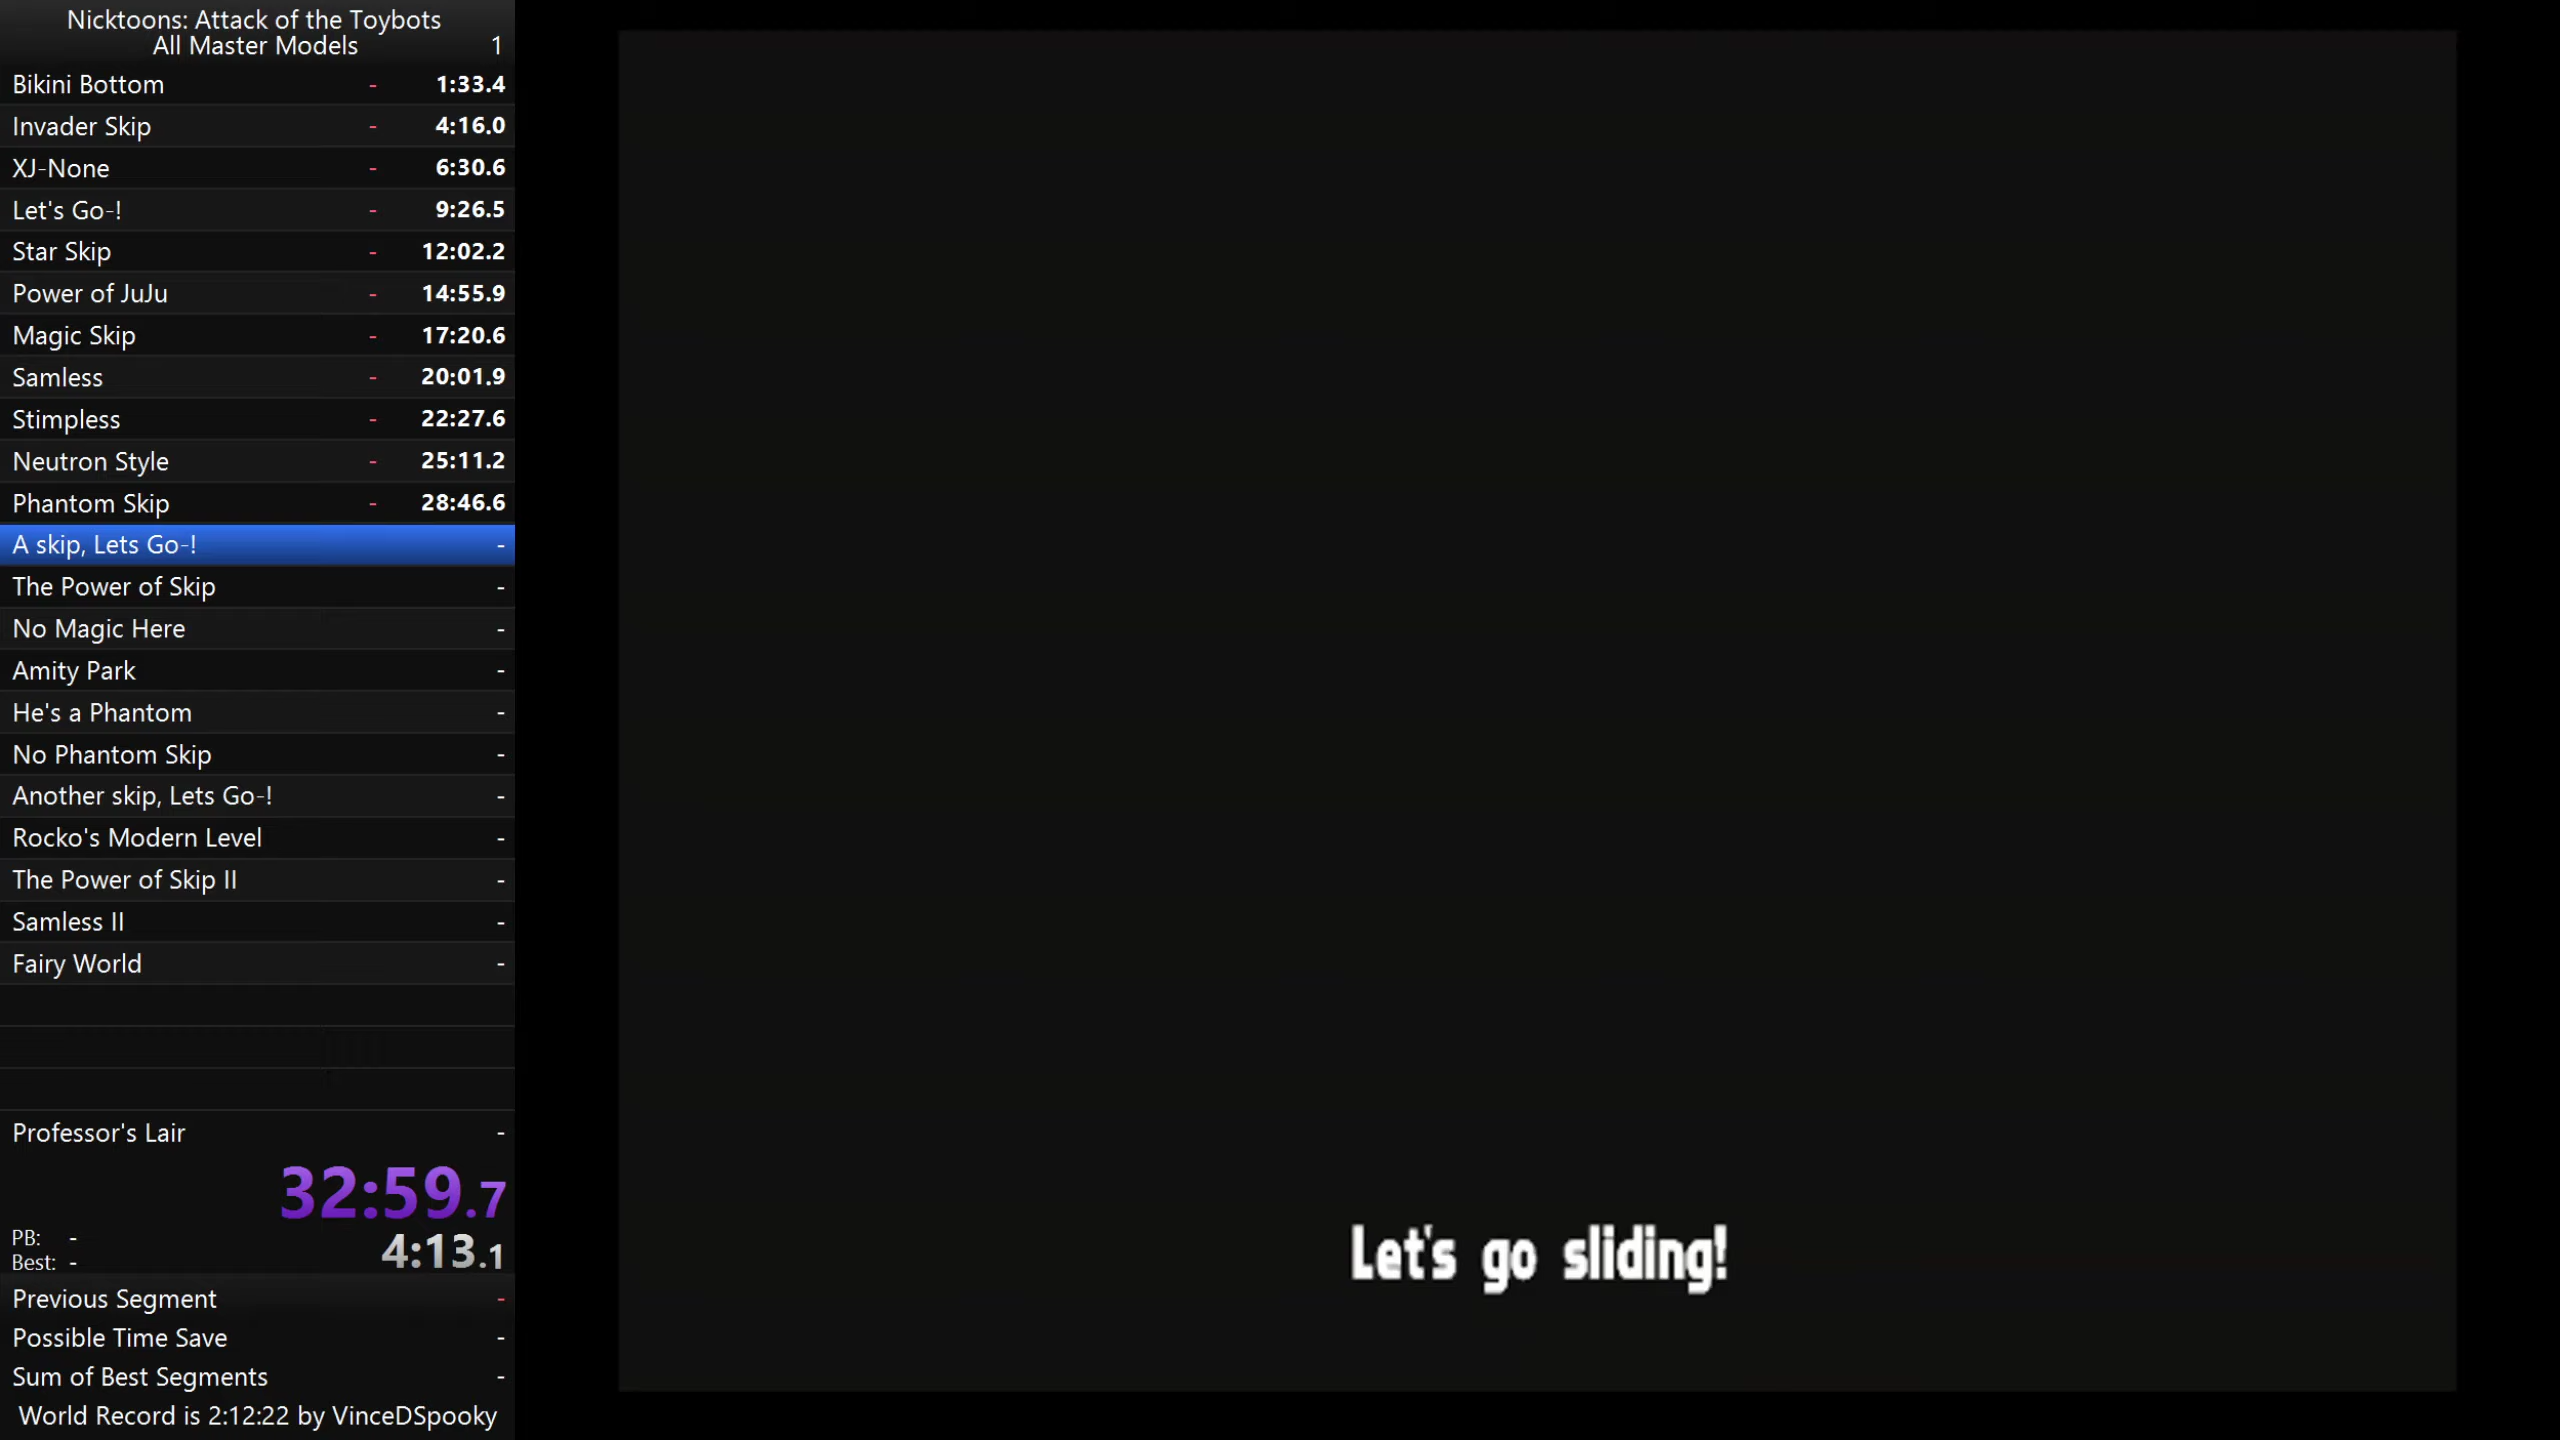 Nicktoons: Attack of the Toybots
All Master Models 1
Bikini Bottom - 1:33.4
Invader Skip - 4:16.0
XJ-None - 6:30.6
Let's Go-! - 9:26.5
Star Skip - 12:02.2
Power of JuJu - 14:55.9
Magic Skip - 17:20.6
Samless - 20:01.9
Stimpless - 22:27.6
Neutron Style - 25:11.2
Phantom Skip - 28:46.6
A skip, Lets Go-! -
The Power of Skip -
No Magic Here -
Amity Park -
He's a Phantom -
No Phantom Skip -
Another skip, Lets Go-! -
Rocko's Modern Level -
The Power of Skip II -
Samless II -
Fairy World -
Professor's Lair -
32:59.7
PB: -
Best: - 4:13.1
Previous Segment -
Possible Time Save -
Sum of Best Segments -
World Record is 2:12:22 by VinceDSpooky
Let's go sliding!